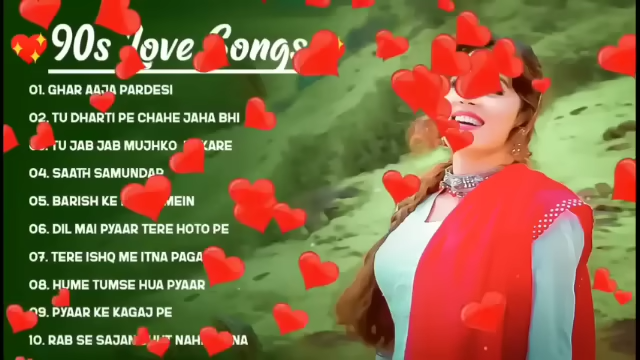 90s Love Songs
01. GHAR AAJA PARDESI
02. TU DHARTI PE CHAHE JAHA BHI
TU JAB JAB MUJHKO
04. SAATH SAMUNDAR
05. BARISH KE MEIN
06. DIL MAI PYAAR TERE HOTO PE
07. TERE ISHQ ME ITNA
08. HUME TUMSE HUA PYAAR
09. PYAAR KE KAGAJ PE
10. RAB SE SAJAN